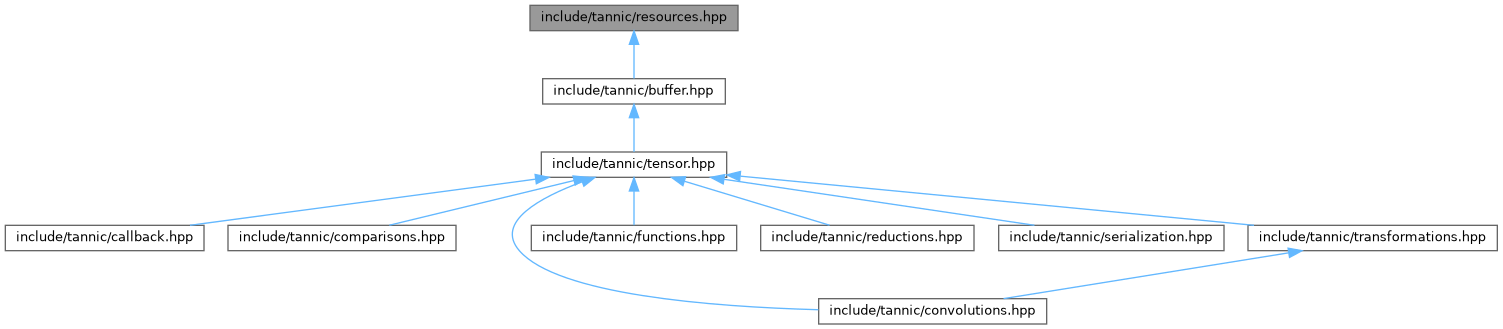 include/tannic/resources.hpp
include/tannic/buffer.hpp
include/tannic/tensor.hpp
include/tannic/callback.hpp
include/tannic/comparisons.hpp
include/tannic/functions.hpp
include/tannic/reductions.hpp
include/tannic/serialization.hpp
include/tannic/transformations.hpp
include/tannic/convolutions.hpp